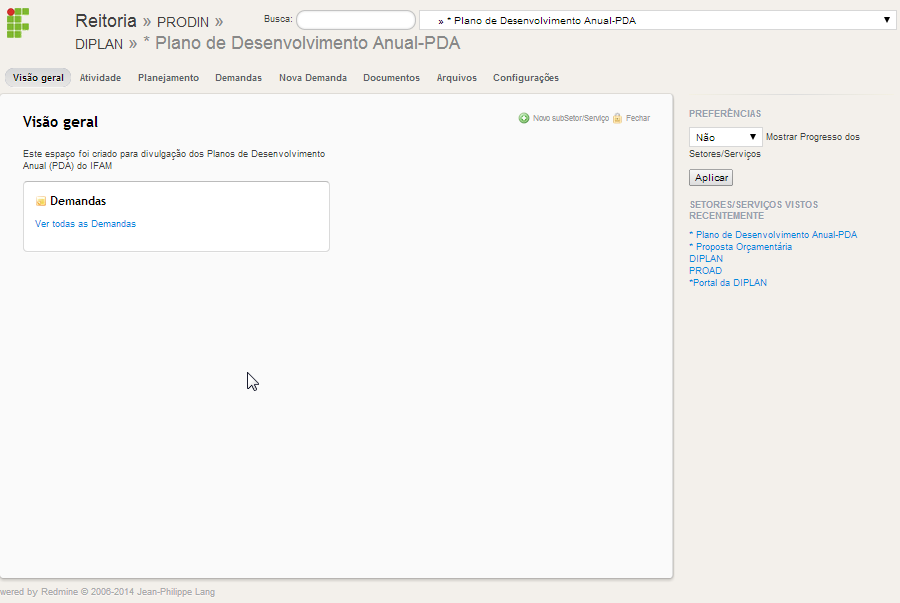 Reitoria » PRODIN »
DIPLAN » * Plano de Desenvolvimento Anual-PDA
Busca:
» * Plano de Desenvolvimento Anual-PDA
Visão geral Atividade Planejamento Demandas Nova Demanda Documentos Arquivos Configurações
Visão geral
Novo subSetor/Serviço Fechar
Este espaço foi criado para divulgação dos Planos de Desenvolvimento
Anual (PDA) do IFAM
Demandas
Ver todas as Demandas
PREFERÊNCIAS
Não Mostrar Progresso dos
Setores/Serviços
Aplicar
SETORES/SERVIÇOS VISTOS
RECENTEMENTE
* Plano de Desenvolvimento Anual-PDA
* Proposta Orçamentária
DIPLAN
PROAD
*Portal da DIPLAN
wered by Redmine © 2006-2014 Jean-Philippe Lang